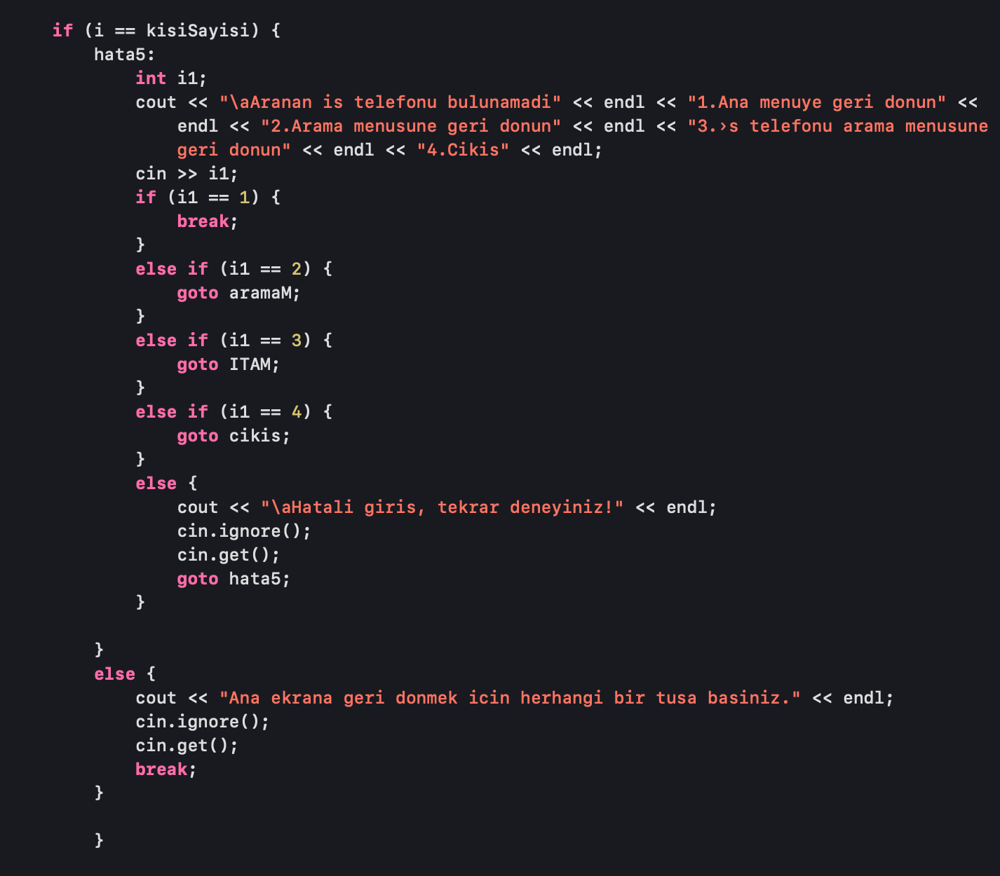 if (i == kisiSayisi) {
hata5:
int i1;
cout << "\aAranan is telefonu bulunamadi" << endl << "1.Ana menuye geri donun" <<
endl << "2.Arama menusune geri donun" << endl << "3.›s telefonu arama menusune
geri donun" << endl << "4.Cikis" << endl;
cin >> i1;
if (i1 == 1) {
break;
}
else if (i1 == 2) {
goto aramaM;
}
else if (i1 == 3) {
goto ITAM;
}
else if (i1 == 4) {
goto cikis;
}
else {
cout << "\aHatali giris, tekrar deneyiniz!" << endl;
cin.ignore();
cin.get();
goto hata5;
}
}
else {
cout << "Ana ekrana geri donmek icin herhangi bir tusa basiniz." << endl;
cin.ignore();
cin.get();
break;
}
}